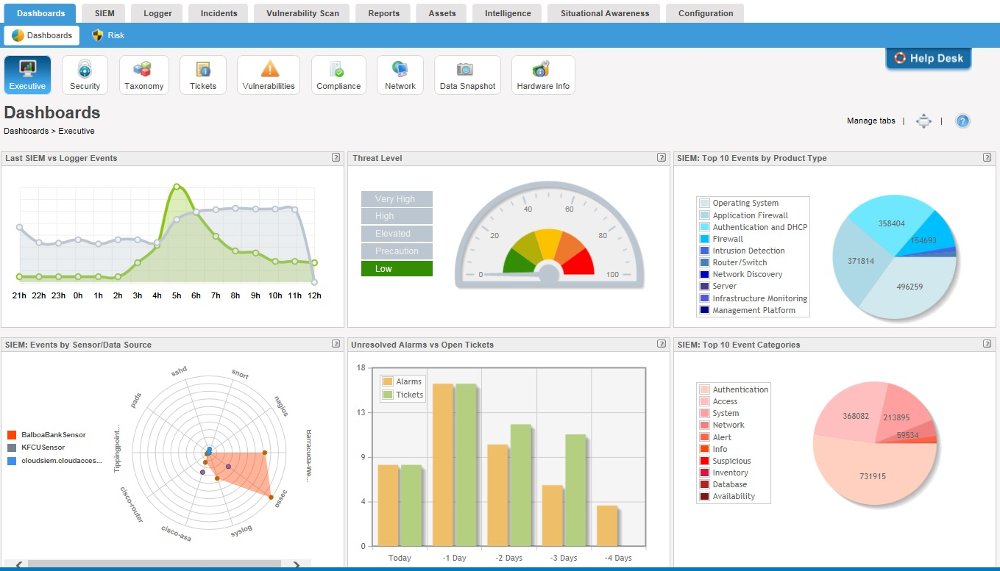 Dashboards SIEM Logger Incidents Vulnerability Scan Reports Assets Intelligence Situational Awareness Configuration
Dashboards Risk
Help Desk
Executive Security Taxonomy Tickets Vulnerabilities Compliance Network Data Snapshot Hardware Info
Dashboards
Manage tabs | | ?
Dashboards > Executive
Last SIEM vs Logger Events ?
21h 22h 23h 0h 1h 2h 3h 4h 5h 6h 7h 8h 9h 10h 11h 12h
Threat Level ?
Very High
High
Elevated
Precaution
Low
0 20 40 60 80 100
SIEM: Top 10 Events by Product Type ?
Operating System
Application Firewall
Authentication and DHCP
Firewall
Intrusion Detection
Router/Switch
Network Discovery
Server
Infrastructure Monitoring
Management Platform
358404
154693
371814
496259
SIEM: Events by Sensor/Data Source ?
BalboaBankSensor
KFCUSensor
cloudsiem.cloudacces...
sshd
snort
pads
nagios
Tippingpoint...
Barracuda-We...
cisco-router
ossec
cisco-asa
syslog
Unresolved Alarms vs Open Tickets ?
Alarms
Tickets
18
13
9
4
0
Today -1 Day -2 Days -3 Days -4 Days
SIEM: Top 10 Event Categories ?
Authentication
Access
System
Network
Alert
Info
Suspicious
Inventory
Database
Availability
368082
213895
59534
731915